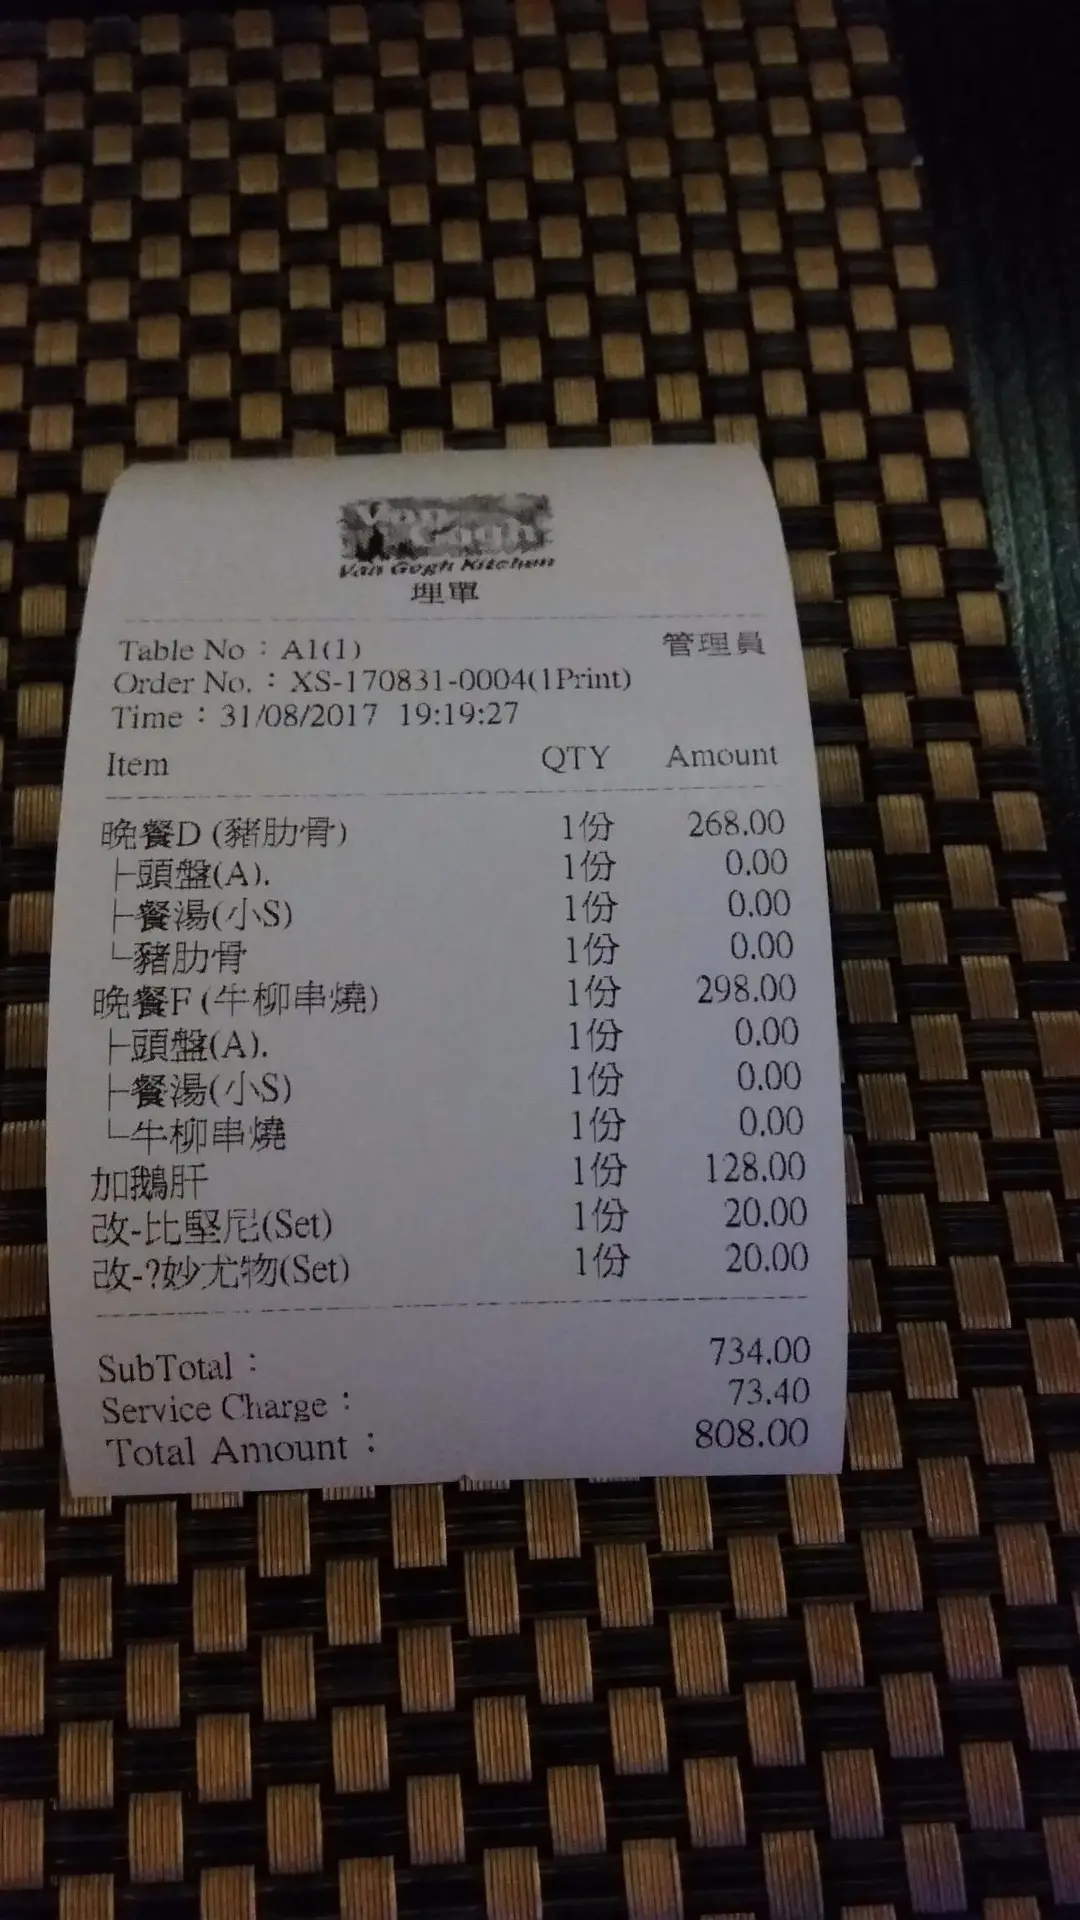 Van Gogh
Van Gogh Kitchen
埋單
Table No：A1(1) 管理員
Order No.：XS-170831-0004(1Print)
Time：31/08/2017 19:19:27
Item QTY Amount
晚餐D (豬肋骨) 1份 268.00
├頭盤(A). 1份 0.00
├餐湯(小S) 1份 0.00
└豬肋骨 1份 0.00
晚餐F (牛柳串燒) 1份 298.00
├頭盤(A). 1份 0.00
├餐湯(小S) 1份 0.00
└牛柳串燒 1份 0.00
加鵝肝 1份 128.00
改-比堅尼(Set) 1份 20.00
改-?妙尤物(Set) 1份 20.00
SubTotal： 734.00
Service Charge： 73.40
Total Amount： 808.00